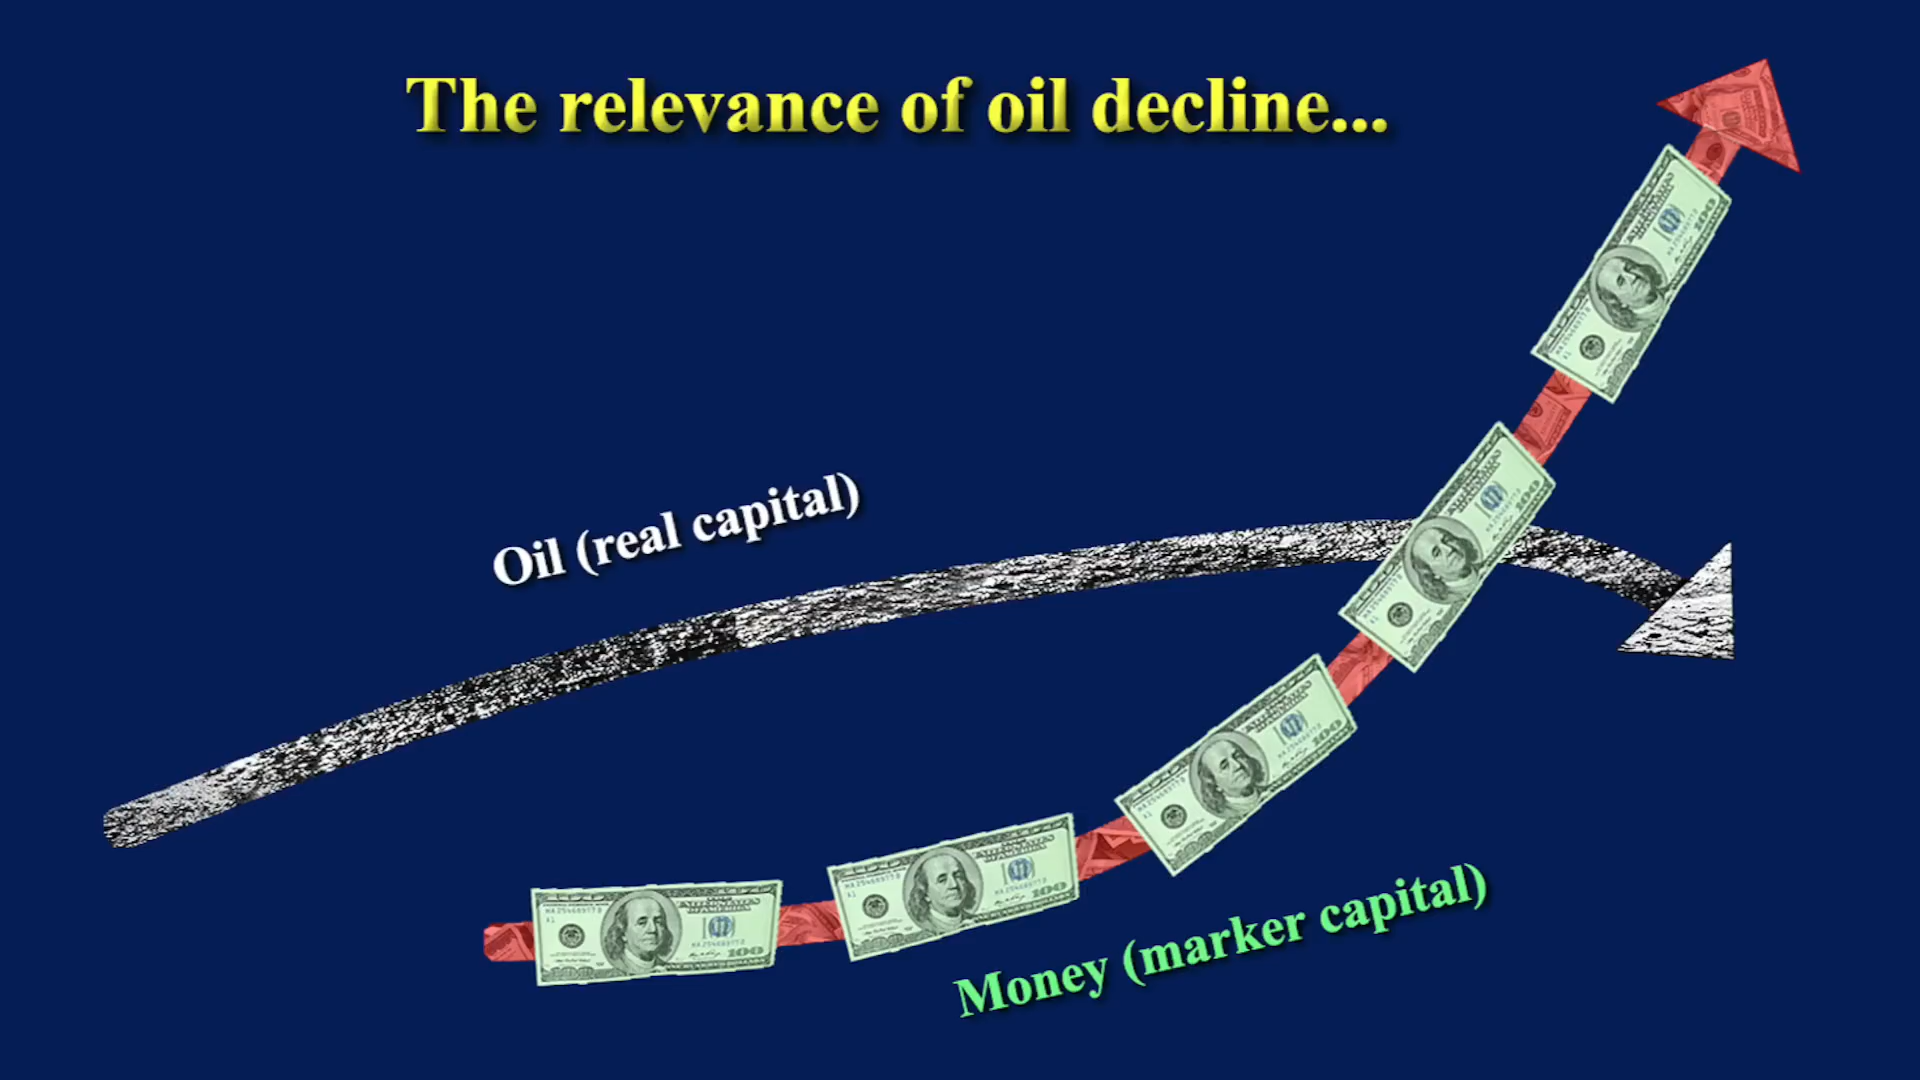 The relevance of oil decline...
Oil (real capital)
Money (marker capital)